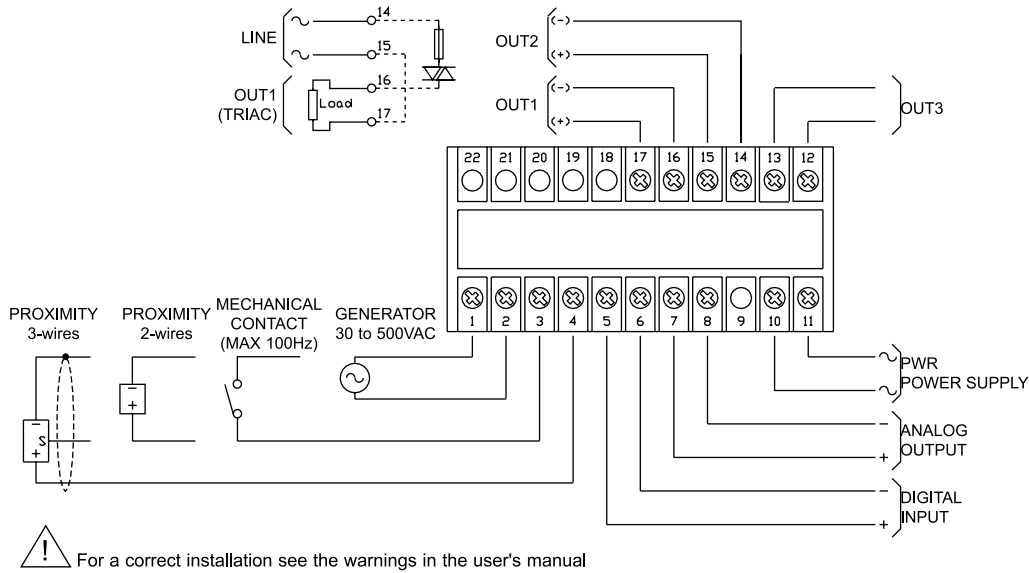 LINE
14
15
16
17
OUT1
(TRIAC)
Load
OUT2
(-)
(+)
OUT1
(-)
(+)
OUT3
22 21 20 19 18 17 16 15 14 13 12
1 2 3 4 5 6 7 8 9 10 11
PROXIMITY
3-wires
PROXIMITY
2-wires
MECHANICAL
CONTACT
(MAX 100Hz)
GENERATOR
30 to 500VAC
-
+
-
S
+
PWR
POWER SUPPLY
-
+
ANALOG
OUTPUT
-
+
DIGITAL
INPUT
! For a correct installation see the warnings in the user's manual